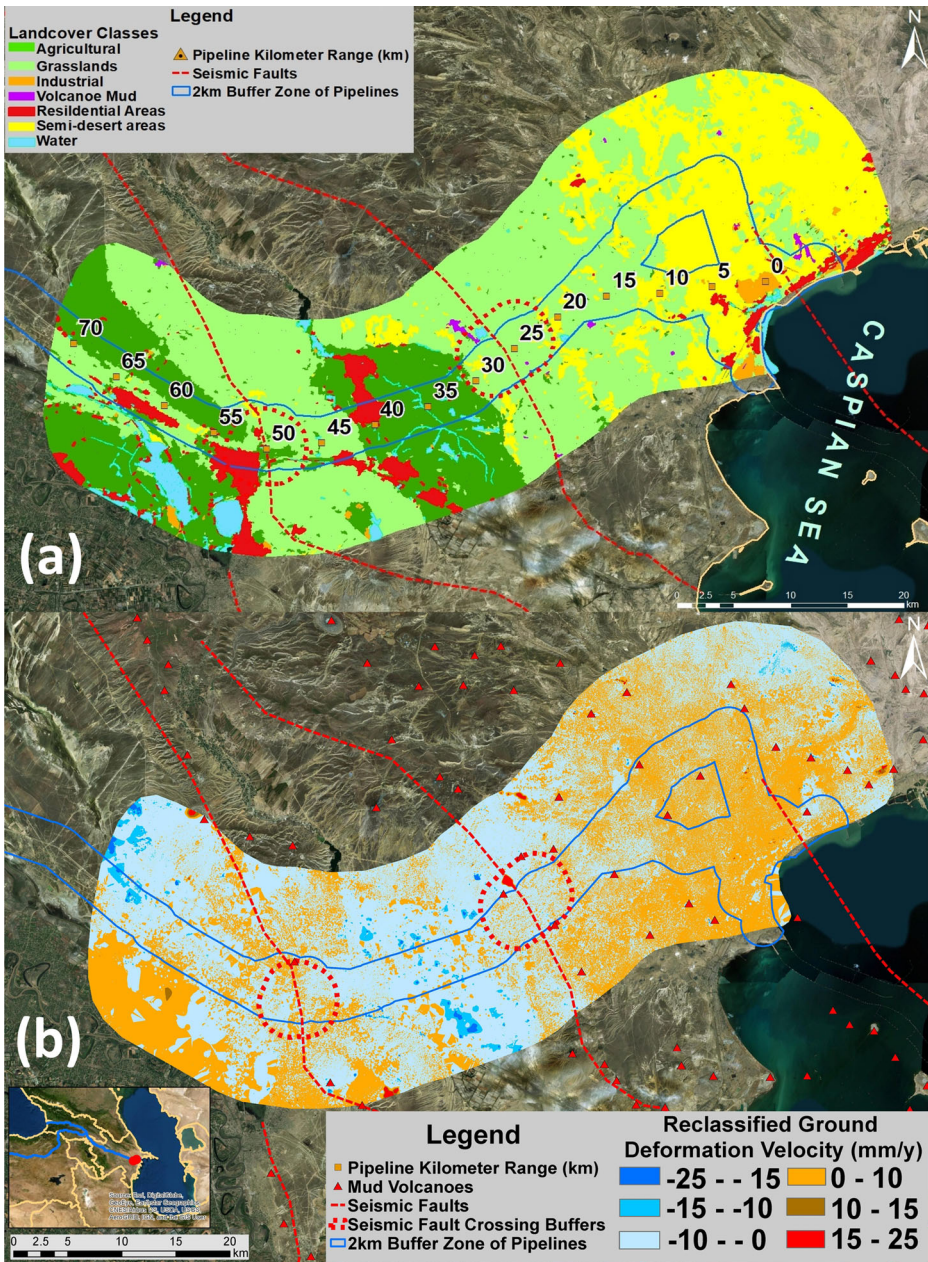 Legend
Landcover Classes
Agricultural
Grasslands
Industrial
Volcanoe Mud
Resildential Areas
Semi-desert areas
Water
Pipeline Kilometer Range (km)
Seismic Faults
2km Buffer Zone of Pipelines
N
0
5
10
15
20
25
30
35
40
45
50
55
60
65
70
CASPIAN SEA
(a)
0 2.5 5 10 15 20
km
N
(b)
Legend
Pipeline Kilometer Range (km)
Mud Volcanoes
Seismic Faults
Seismic Fault Crossing Buffers
2km Buffer Zone of Pipelines
Reclassified Ground
Deformation Velocity (mm/y)
-25 - - 15
-15 - -10
-10 - - 0
0 - 10
10 - 15
15 - 25
0 2.5 5 10 15 20
km